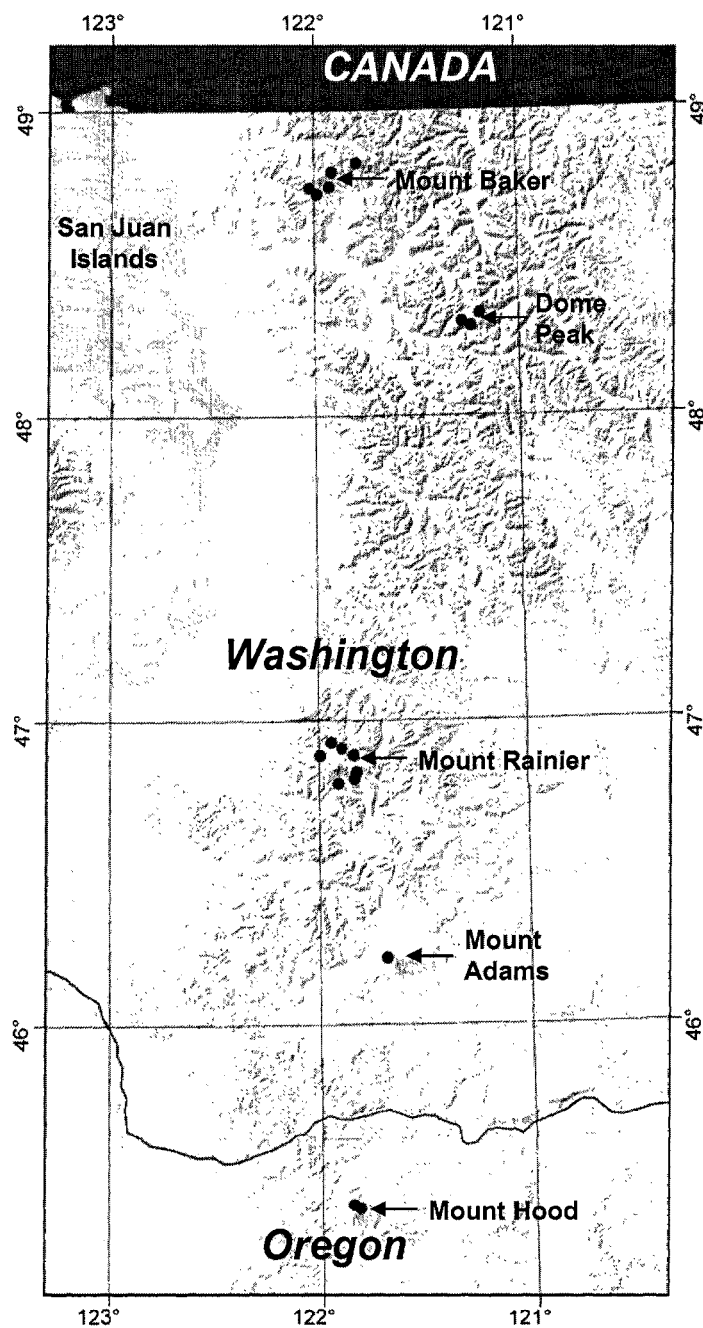 123° 122° 121°
CANADA
49° 49°
Mount Baker
San Juan
Islands
Dome
Peak
48° 48°
Washington
47° 47°
Mount Rainier
Mount
Adams
46° 46°
Mount Hood
Oregon
123° 122° 121°